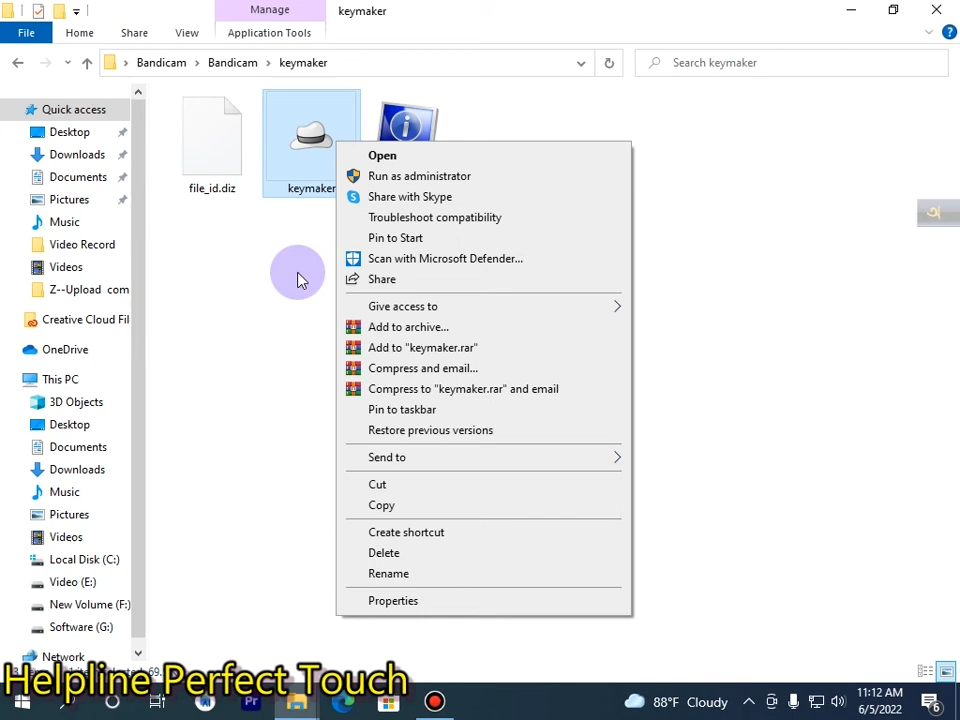 Manage
keymaker
File
Home
Share
View
Application Tools
Bandicam
Bandicam
keymaker
Search keymaker
Quick access
Desktop
Downloads
Documents
Pictures
Music
Video Record
Videos
Z--Upload com
Creative Cloud Fil
OneDrive
This PC
3D Objects
Desktop
Documents
Downloads
Music
Pictures
Videos
Local Disk (C:)
Video (E:)
New Volume (F:)
Software (G:)
Network
file_id.diz
keymaker
Open
Run as administrator
Share with Skype
Troubleshoot compatibility
Pin to Start
Scan with Microsoft Defender...
Share
Give access to
Add to archive...
Add to "keymaker.rar"
Compress and email...
Compress to "keymaker.rar" and email
Pin to taskbar
Restore previous versions
Send to
Cut
Copy
Create shortcut
Delete
Rename
Properties
অ
Helpline Perfect Touch
Pr
88°F Cloudy
11:12 AM
6/5/2022
6